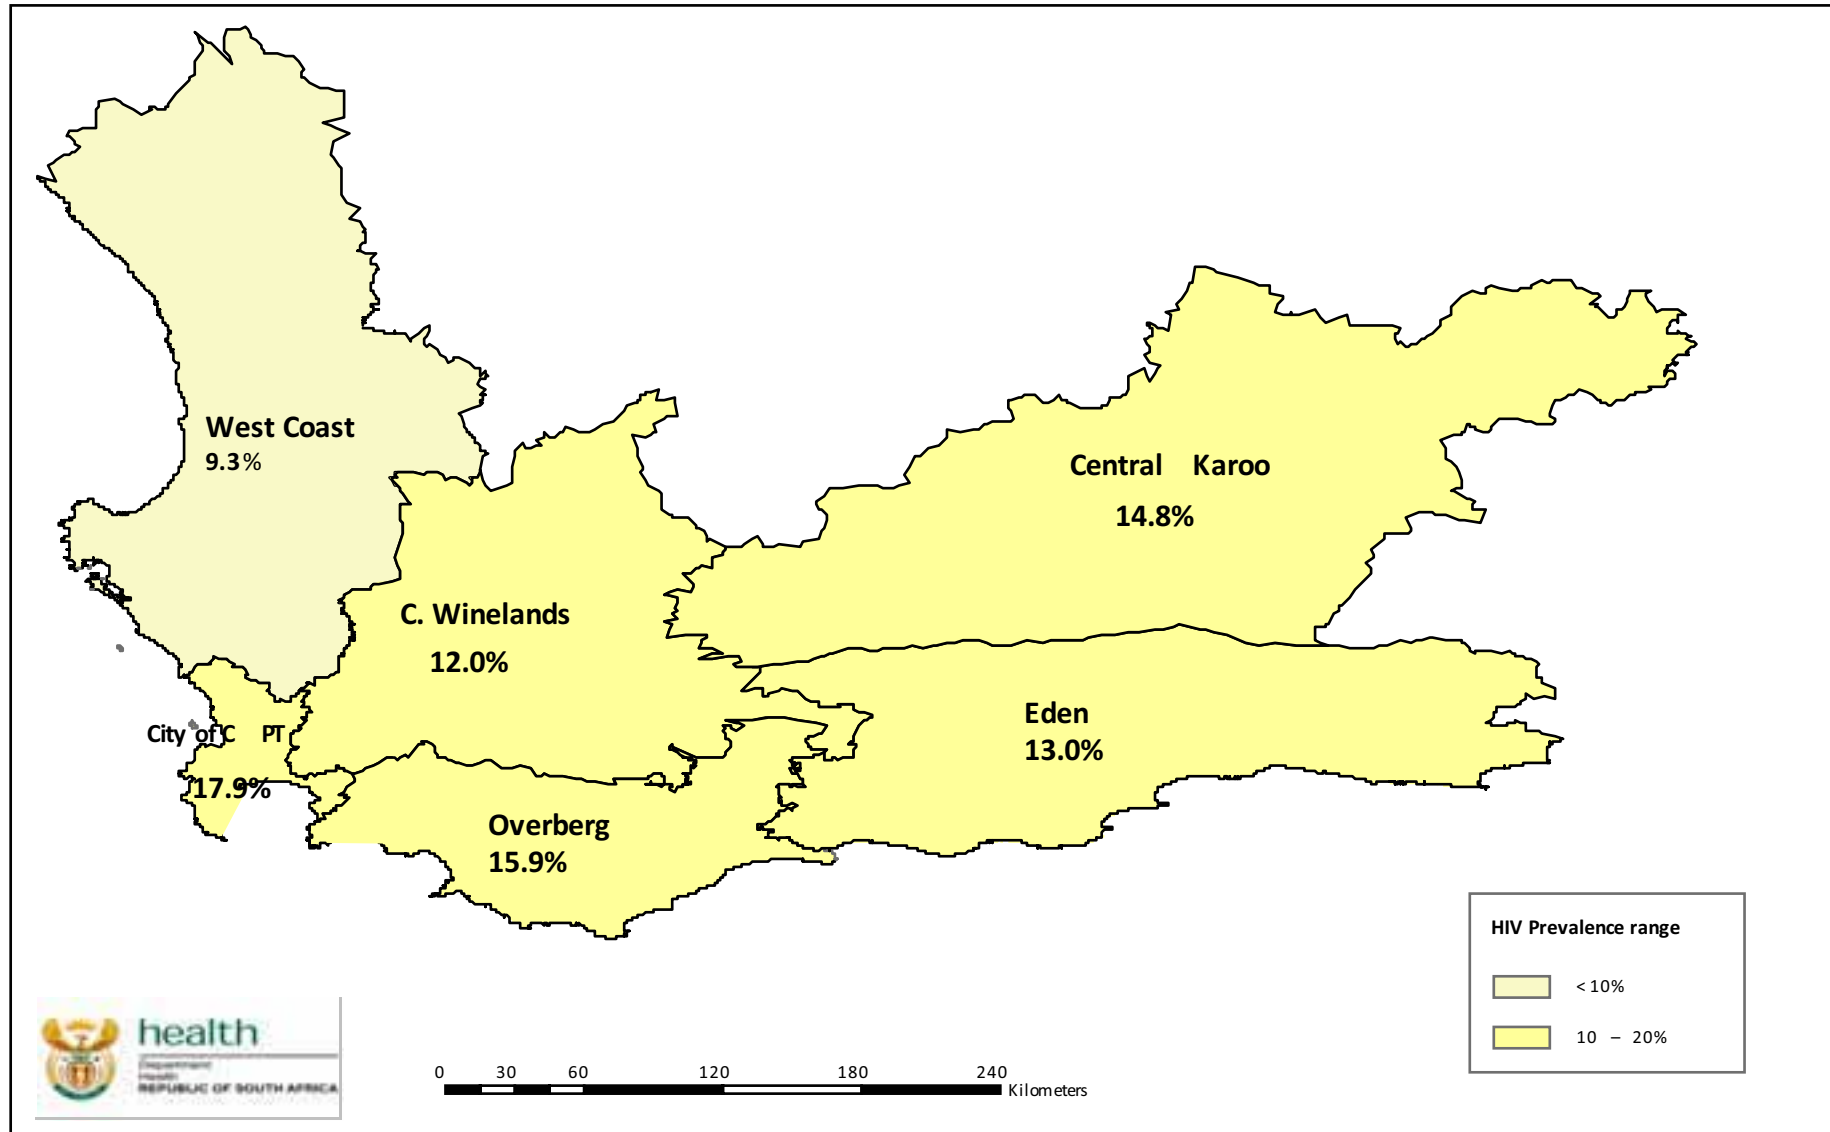 West Coast
9.3%
Central Karoo
14.8%
C. Winelands
12.0%
Eden
13.0%
City of C PT
17.9%
Overberg
15.9%
HIV Prevalence range
< 10%
10 – 20%
health
Department
Health
REPUBLIC OF SOUTH AFRICA
0 30 60 120 180 240
Kilometers